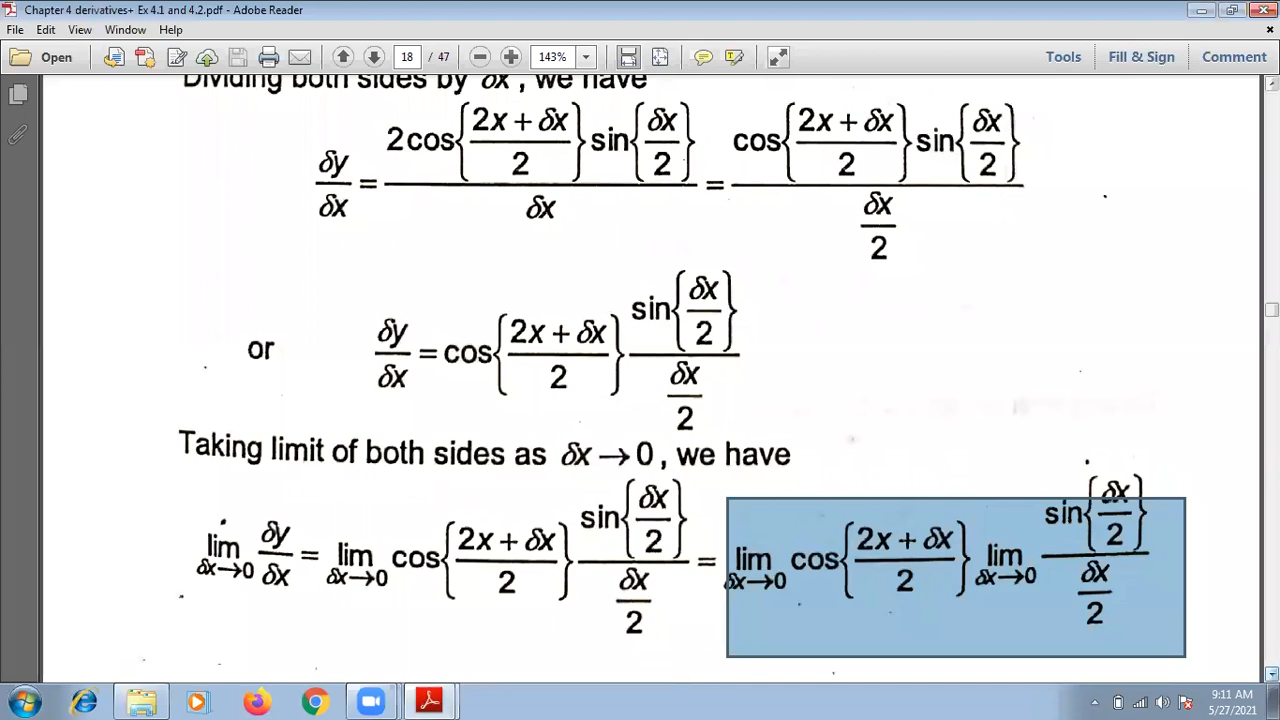 Chapter 4 derivatives+ Ex 4.1 and 4.2.pdf - Adobe Reader
File Edit View Window Help
Open 18 / 47 143% Tools Fill & Sign Comment
Dividing both sides by δx , we have
δy/δx = 2cos{(2x + δx)/2} sin{δx/2} / δx = cos{(2x + δx)/2} sin{δx/2} / (δx/2)
or δy/δx = cos{(2x + δx)/2} sin{δx/2} / (δx/2)
Taking limit of both sides as δx → 0 , we have
lim δx→0 δy/δx = lim δx→0 cos{(2x + δx)/2} sin{δx/2} / (δx/2) = lim δx→0 cos{(2x + δx)/2} lim δx→0 sin{δx/2} / (δx/2)
9:11 AM
5/27/2021